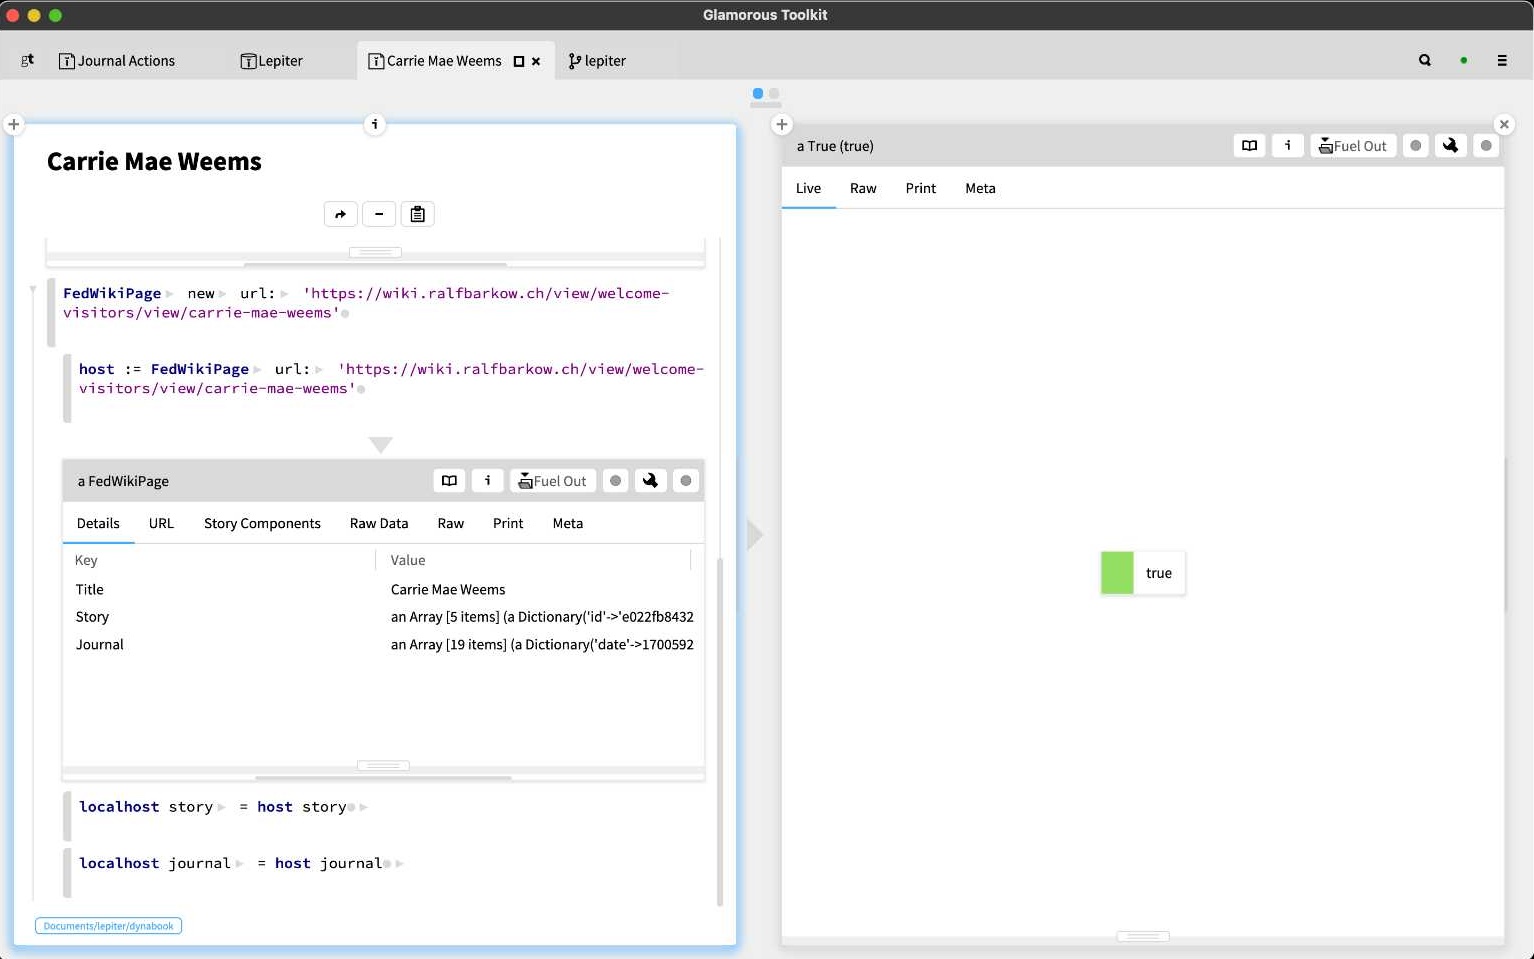 Glamorous Toolkit
gt
Journal Actions
Lepiter
Carrie Mae Weems
lepiter
Carrie Mae Weems
FedWikiPage new url: 'https://wiki.ralfbarkow.ch/view/welcome-
visitors/view/carrie-mae-weems'
host := FedWikiPage url: 'https://wiki.ralfbarkow.ch/view/welcome-
visitors/view/carrie-mae-weems'
a FedWikiPage
Fuel Out
Details URL Story Components Raw Data Raw Print Meta
Key Value
Title Carrie Mae Weems
Story an Array [5 items] (a Dictionary('id'->'e022fb8432
Journal an Array [19 items] (a Dictionary('date'->1700592
localhost story = host story
localhost journal = host journal
Documents/lepiter/dynabook
a True (true)
Fuel Out
Live Raw Print Meta
true